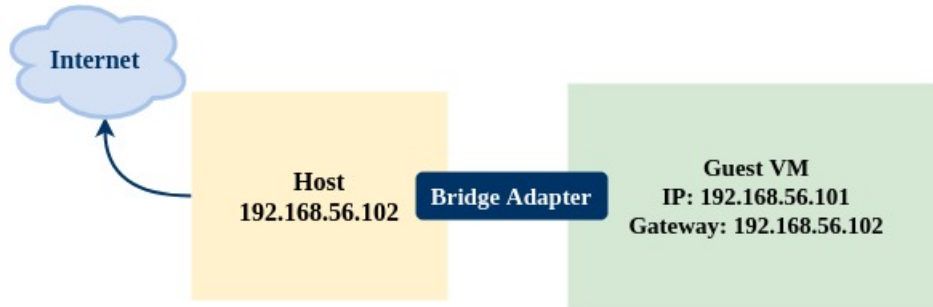 Internet
Host
192.168.56.102
Bridge Adapter
Guest VM
IP: 192.168.56.101
Gateway: 192.168.56.102